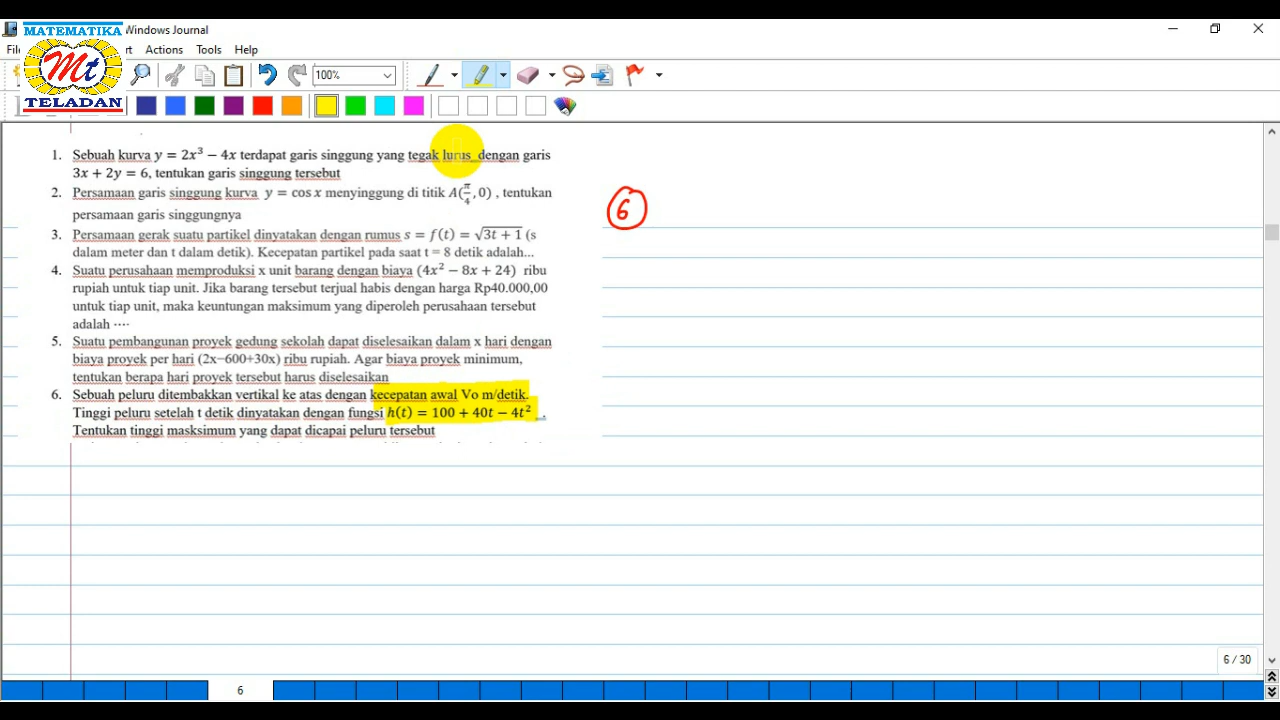 MATEMATIKA
Mt
TELADAN
Windows Journal
Actions Tools Help
100%
1. Sebuah kurva y = 2x³ − 4x terdapat garis singgung yang tegak lurus dengan garis
3x + 2y = 6, tentukan garis singgung tersebut
2. Persamaan garis singgung kurva y = cos x menyinggung di titik A(π/4, 0) , tentukan
persamaan garis singgungnya
3. Persamaan gerak suatu partikel dinyatakan dengan rumus s = f(t) = √3t + 1 (s
dalam meter dan t dalam detik). Kecepatan partikel pada saat t = 8 detik adalah...
4. Suatu perusahaan memproduksi x unit barang dengan biaya (4x² − 8x + 24) ribu
rupiah untuk tiap unit. Jika barang tersebut terjual habis dengan harga Rp40.000,00
untuk tiap unit, maka keuntungan maksimum yang diperoleh perusahaan tersebut
adalah ....
5. Suatu pembangunan proyek gedung sekolah dapat diselesaikan dalam x hari dengan
biaya proyek per hari (2x−600+30x) ribu rupiah. Agar biaya proyek minimum,
tentukan berapa hari proyek tersebut harus diselesaikan
6. Sebuah peluru ditembakkan vertikal ke atas dengan kecepatan awal Vo m/detik.
Tinggi peluru setelah t detik dinyatakan dengan fungsi h(t) = 100 + 40t − 4t² .
Tentukan tinggi masksimum yang dapat dicapai peluru tersebut
6
6 / 30
6